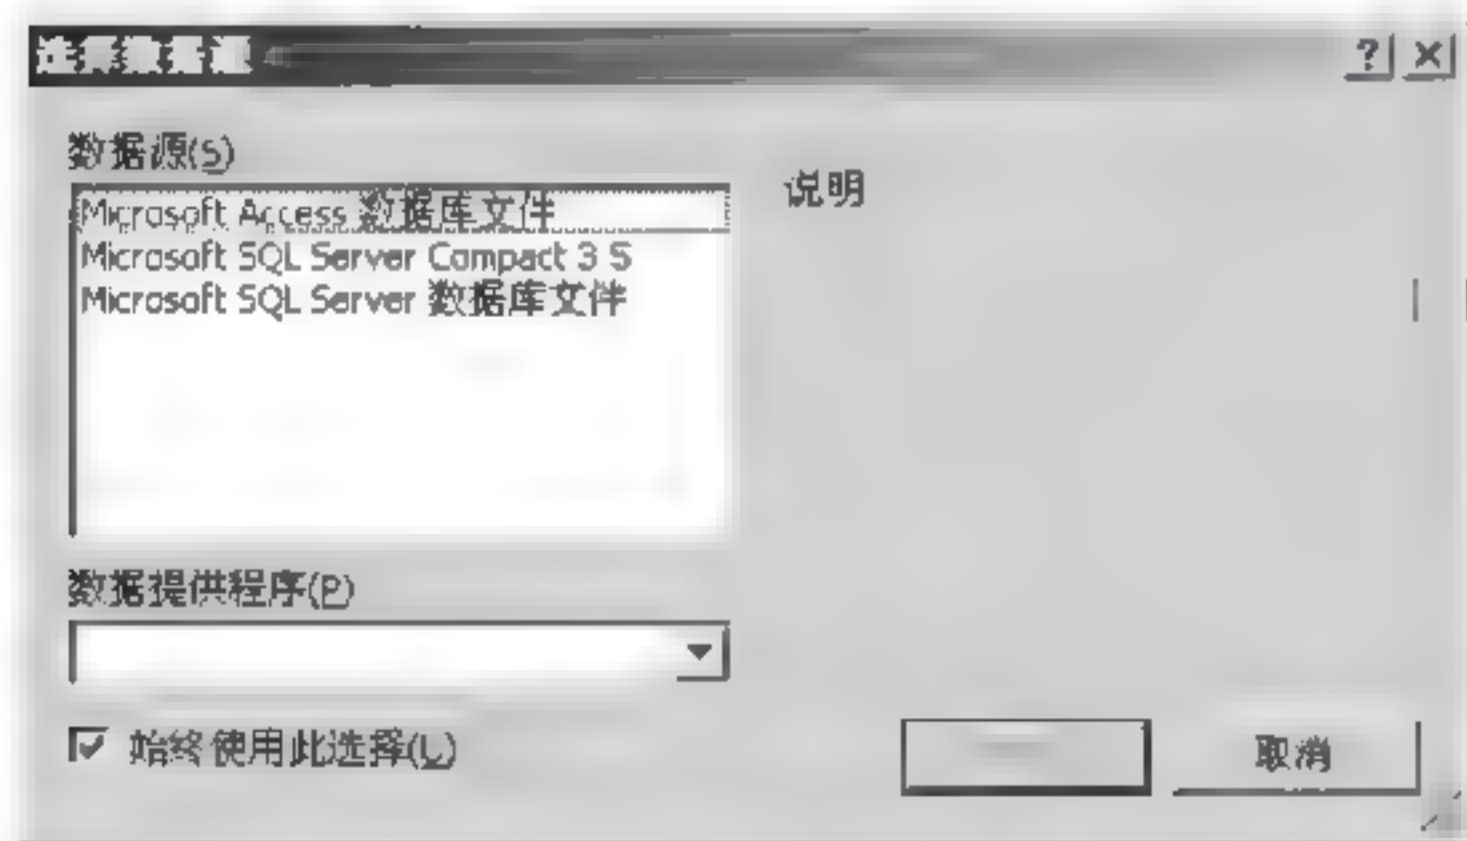 数据源(S)
说明
Microsoft Access 数据库文件
Microsoft SQL Server Compact 3 5
Microsoft SQL Server 数据库文件
数据提供程序(P)
始终使用此选择(U)
取消